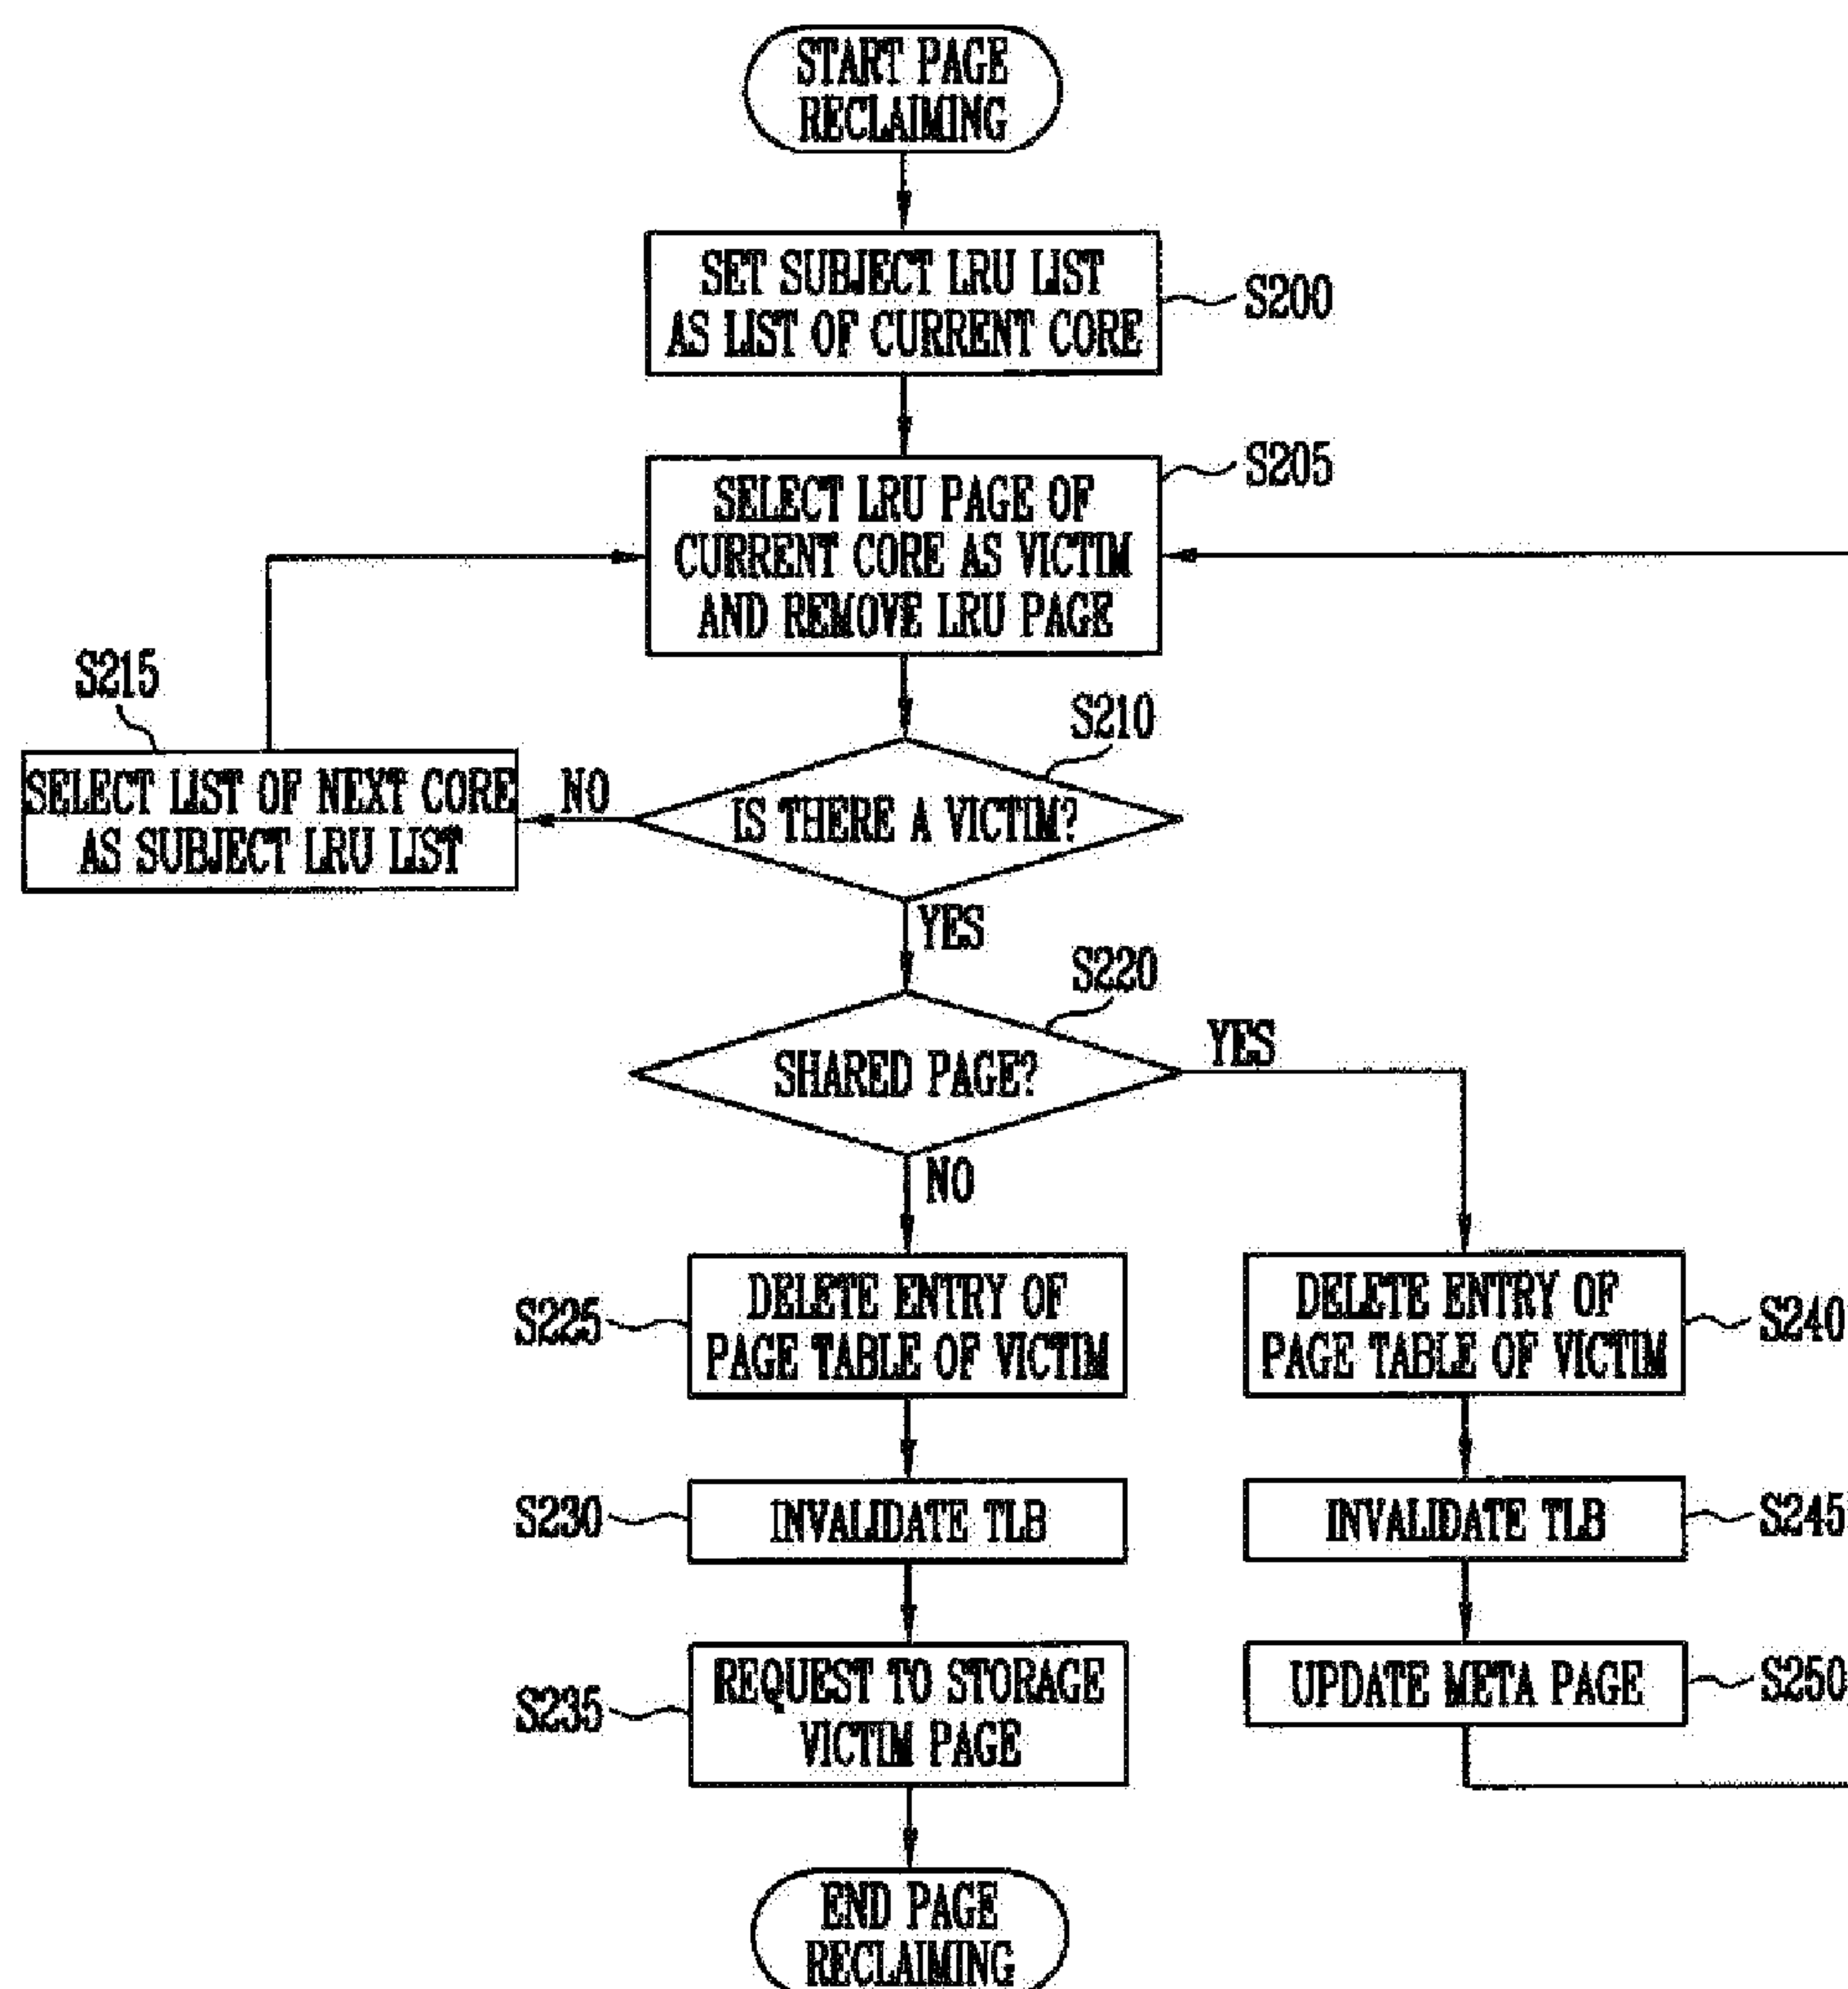 START PAGE
RECLAIMING
SET SUBJECT LRU LIST
AS LIST OF CURRENT CORE
S200
SELECT LRU PAGE OF
CURRENT CORE AS VICTIM
AND REMOVE LRU PAGE
S205
S215
SELECT LIST OF NEXT CORE
AS SUBJECT LRU LIST
NO
IS THERE A VICTIM?
S210
YES
SHARED PAGE?
S220
YES
NO
S225
DELETE ENTRY OF
PAGE TABLE OF VICTIM
DELETE ENTRY OF
PAGE TABLE OF VICTIM
S240
S230
INVALIDATE TLB
INVALIDATE TLB
S245
S235
REQUEST TO STORAGE
VICTIM PAGE
UPDATE META PAGE
S250
END PAGE
RECLAIMING